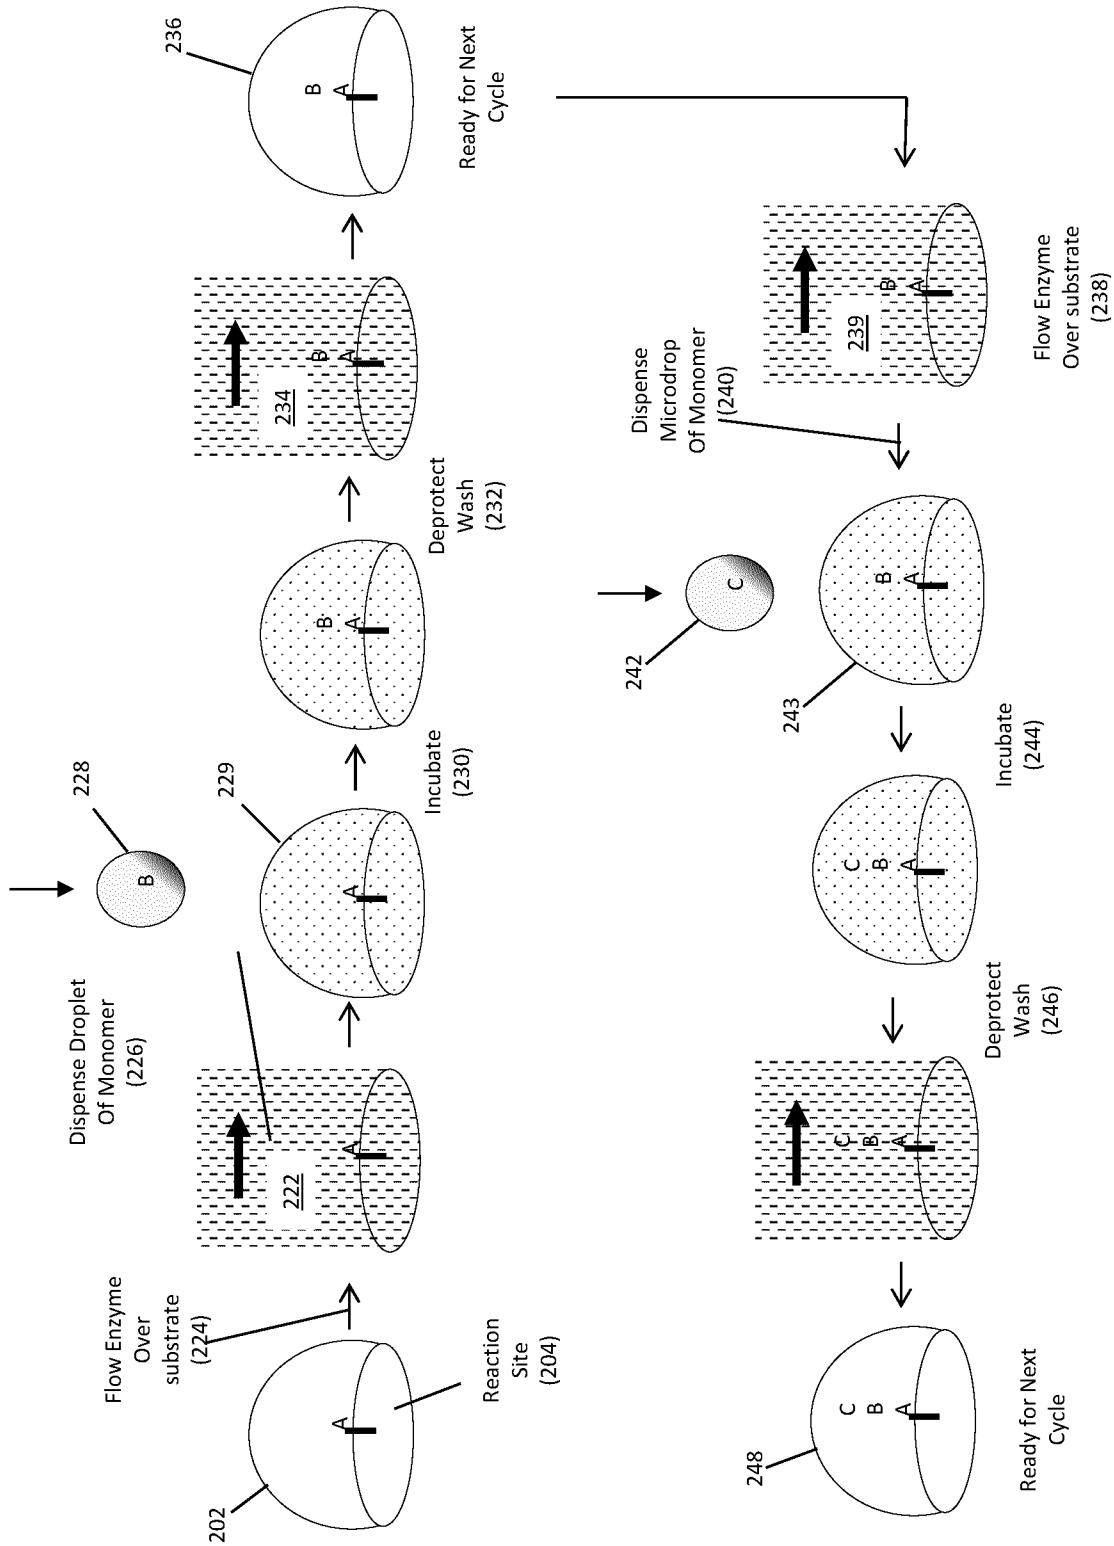 202
A
Reaction
Site
(204)
Flow Enzyme
Over
substrate
(224)
222
A
Dispense Droplet
Of Monomer
(226)
B
228
229
A
Incubate
(230)
B
A
Deprotect
Wash
(232)
234
B
A
236
B
A
Ready for Next
Cycle
239
B
A
Flow Enzyme
Over substrate
(238)
Dispense
Microdrop
Of Monomer
(240)
C
242
243
B
A
Incubate
(244)
C
B
A
Deprotect
Wash
(246)
C
B
A
248
C
B
A
Ready for Next
Cycle